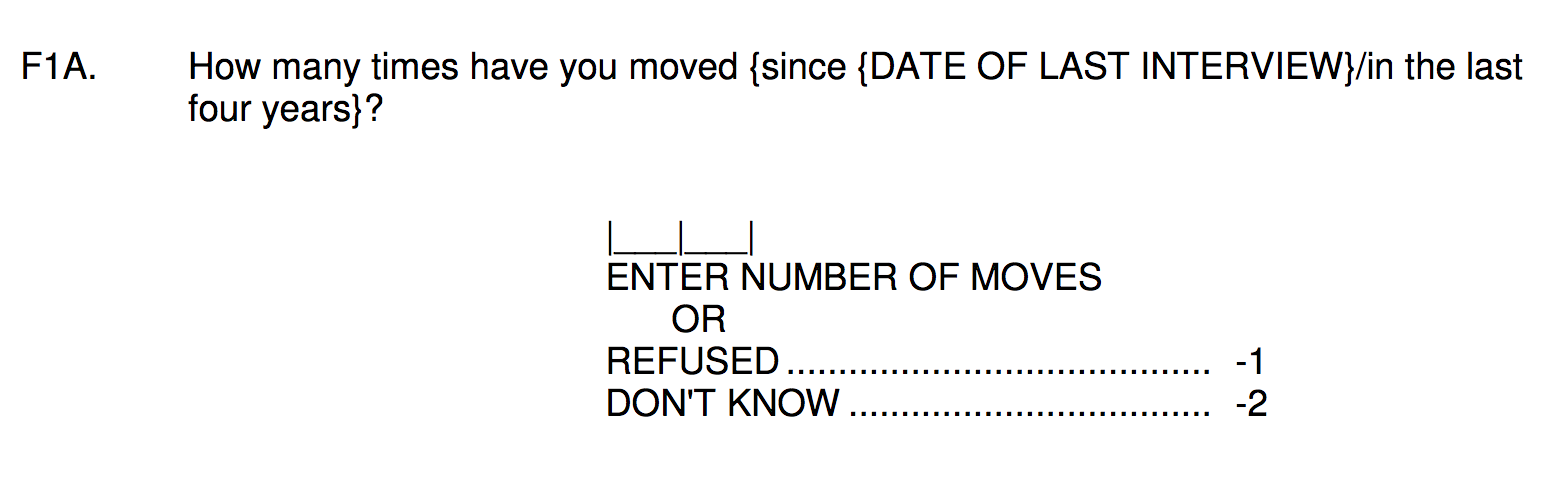 F1A. How many times have you moved {since {DATE OF LAST INTERVIEW}/in the last
four years}?
|___|___|
ENTER NUMBER OF MOVES
OR
REFUSED ......................................... -1
DON'T KNOW ................................... -2